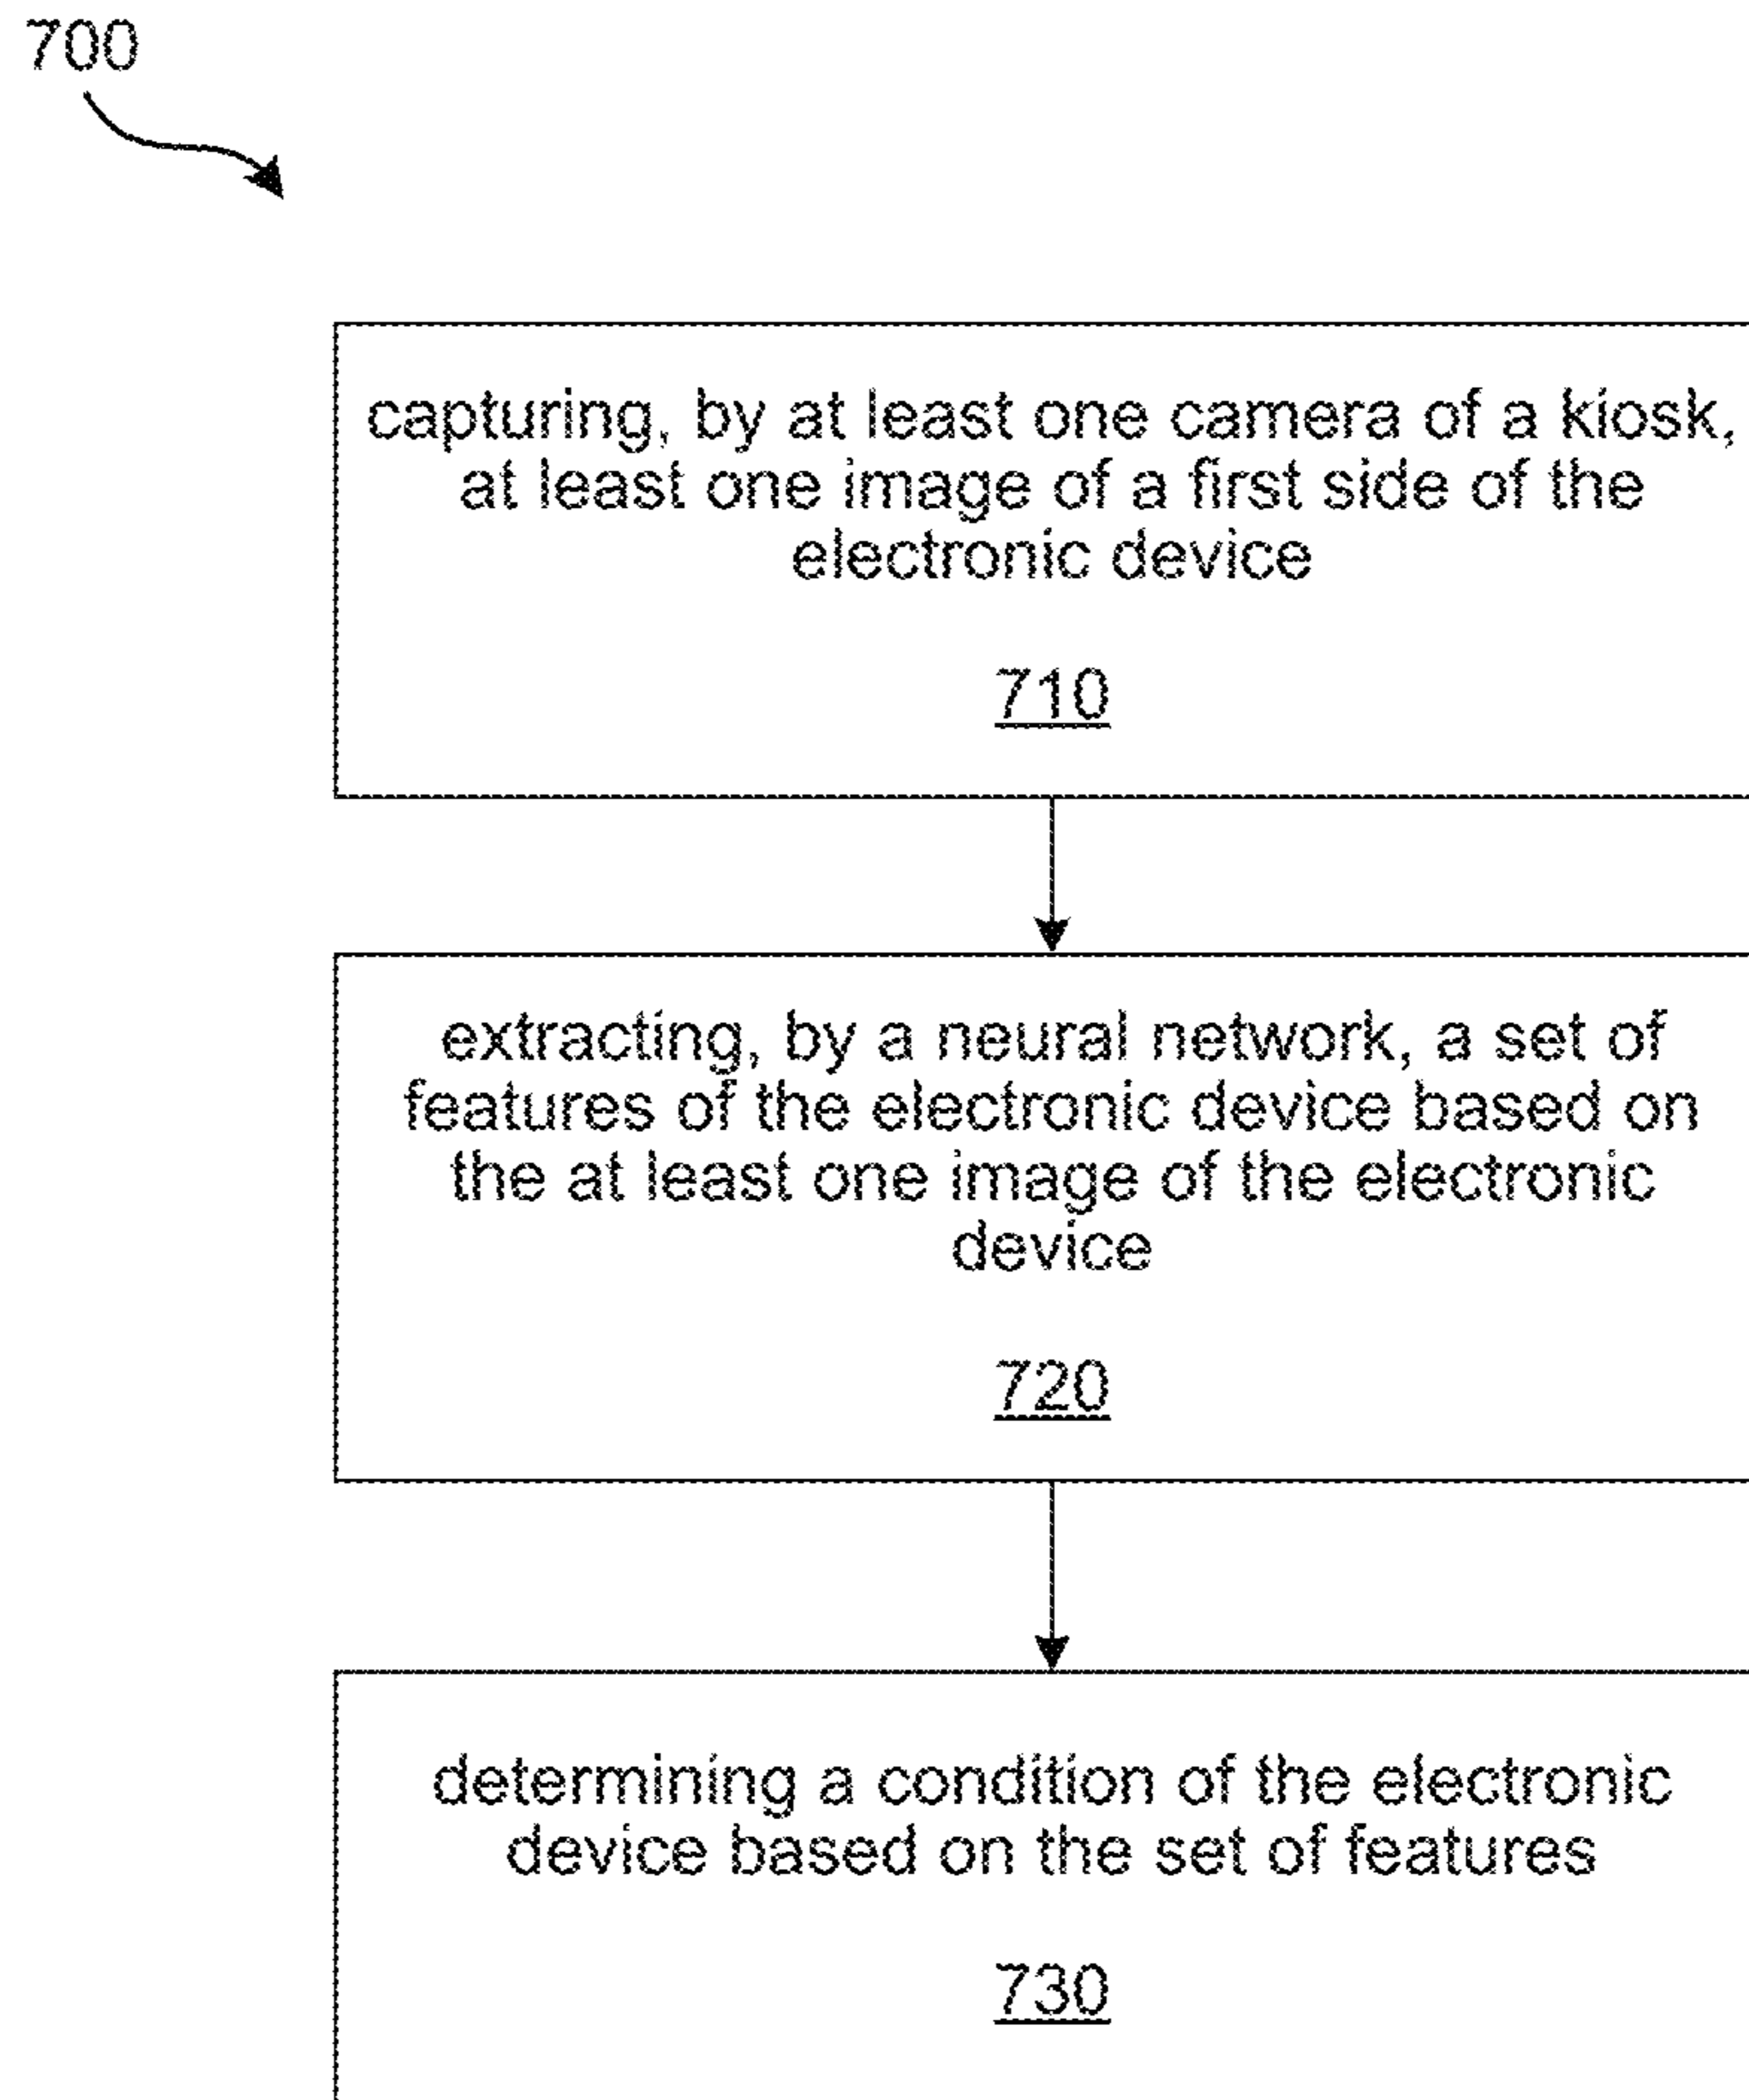 700
capturing, by at least one camera of a kiosk,
at least one image of a first side of the
electronic device
710
extracting, by a neural network, a set of
features of the electronic device based on
the at least one image of the electronic
device
720
determining a condition of the electronic
device based on the set of features
730